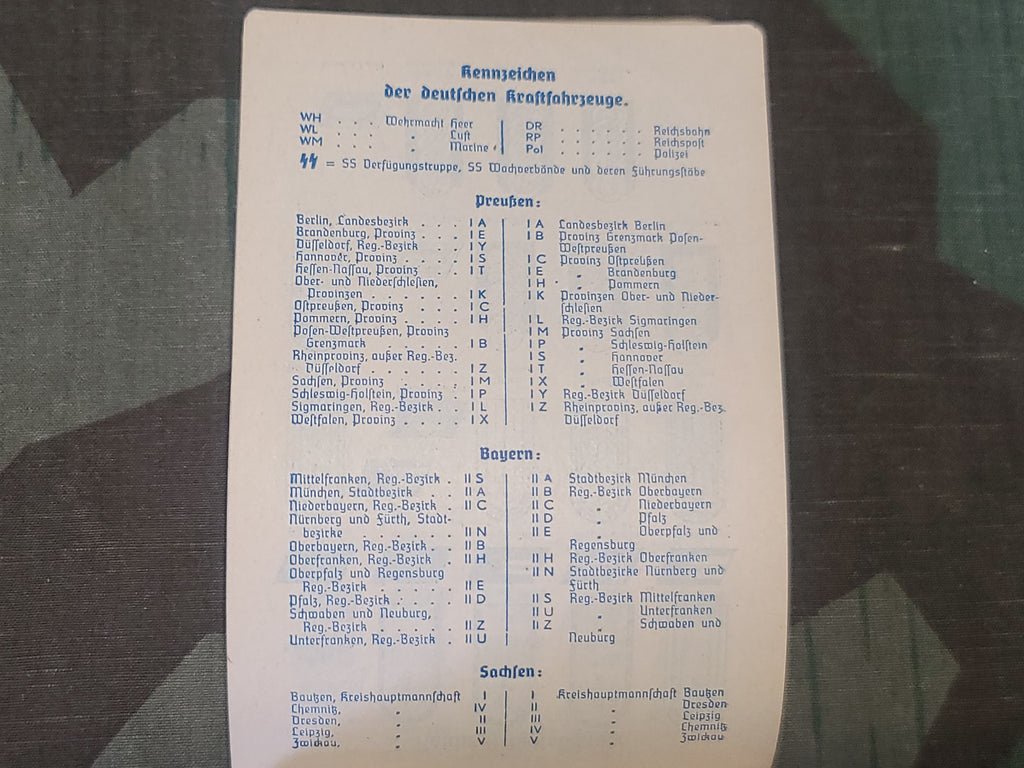 Kennzeichen
der deutschen Kraftfahrzeuge.
WH . . . Wehrmacht Heer
WL . . . „ Luft
WM . . . „ Marine
DR . . . . . . Reichsbahn
RP . . . . . . Reichspost
Pol . . . . . . Polizei
SS = SS Verfügungstruppe, SS Wachverbände und deren Führungsstäbe
Preußen:
Berlin, Landesbezirk . . . I A
Brandenburg, Provinz . . . I E
Düsseldorf, Reg.-Bezirk . . I Y
Hannover, Provinz . . . . I S
Hessen-Nassau, Provinz . . I T
Ober- und Niederschlesien,
Provinzen . . . . . . I K
Ostpreußen, Provinz . . . I C
Pommern, Provinz . . . . I H
Posen-Westpreußen, Provinz
Grenzmark . . . . . I B
Rheinprovinz, außer Reg.-Bez.
Düsseldorf . . . . . . I Z
Sachsen, Provinz . . . . I M
Schleswig-Holstein, Provinz . I P
Sigmaringen, Reg.-Bezirk . . I L
Westfalen, Provinz . . . . I X
I A Landesbezirk Berlin
I B Provinz Grenzmark Posen-
Westpreußen
I C Provinz Ostpreußen
I E „ Brandenburg
I H „ Pommern
I K Provinzen Ober- und Nieder-
schlesien
I L Reg.-Bezirk Sigmaringen
I M Provinz Sachsen
I P „ Schleswig-Holstein
I S „ Hannover
I T „ Hessen-Nassau
I X „ Westfalen
I Y Reg.-Bezirk Düsseldorf
I Z Rheinprovinz, außer Reg.-Bez.
Düsseldorf
Bayern:
Mittelfranken, Reg.-Bezirk . II S
München, Stadtbezirk . . II A
Niederbayern, Reg.-Bezirk . II C
Nürnberg und Fürth, Stadt-
bezirke . . . . . . II N
Oberbayern, Reg.-Bezirk . . II B
Oberfranken, Reg.-Bezirk . II H
Oberpfalz und Regensburg
Reg.-Bezirk . . . . . II E
Pfalz, Reg.-Bezirk . . . . II D
Schwaben und Neuburg,
Reg.-Bezirk . . . . . II Z
Unterfranken, Reg.-Bezirk . II U
II A Stadtbezirk München
II B Reg.-Bezirk Oberbayern
II C „ Niederbayern
II D „ Pfalz
II E „ Oberpfalz und
Regensburg
II H Reg.-Bezirk Oberfranken
II N Stadtbezirke Nürnberg und
Fürth
II S Reg.-Bezirk Mittelfranken
II U „ Unterfranken
II Z „ Schwaben und
Neuburg
Sachsen:
Bautzen, Kreishauptmannschaft I
Chemnitz, „ IV
Dresden, „ II
Leipzig, „ III
Zwickau, „ V
I Kreishauptmannschaft Bautzen
II „ Dresden
III „ Leipzig
IV „ Chemnitz
V „ Zwickau